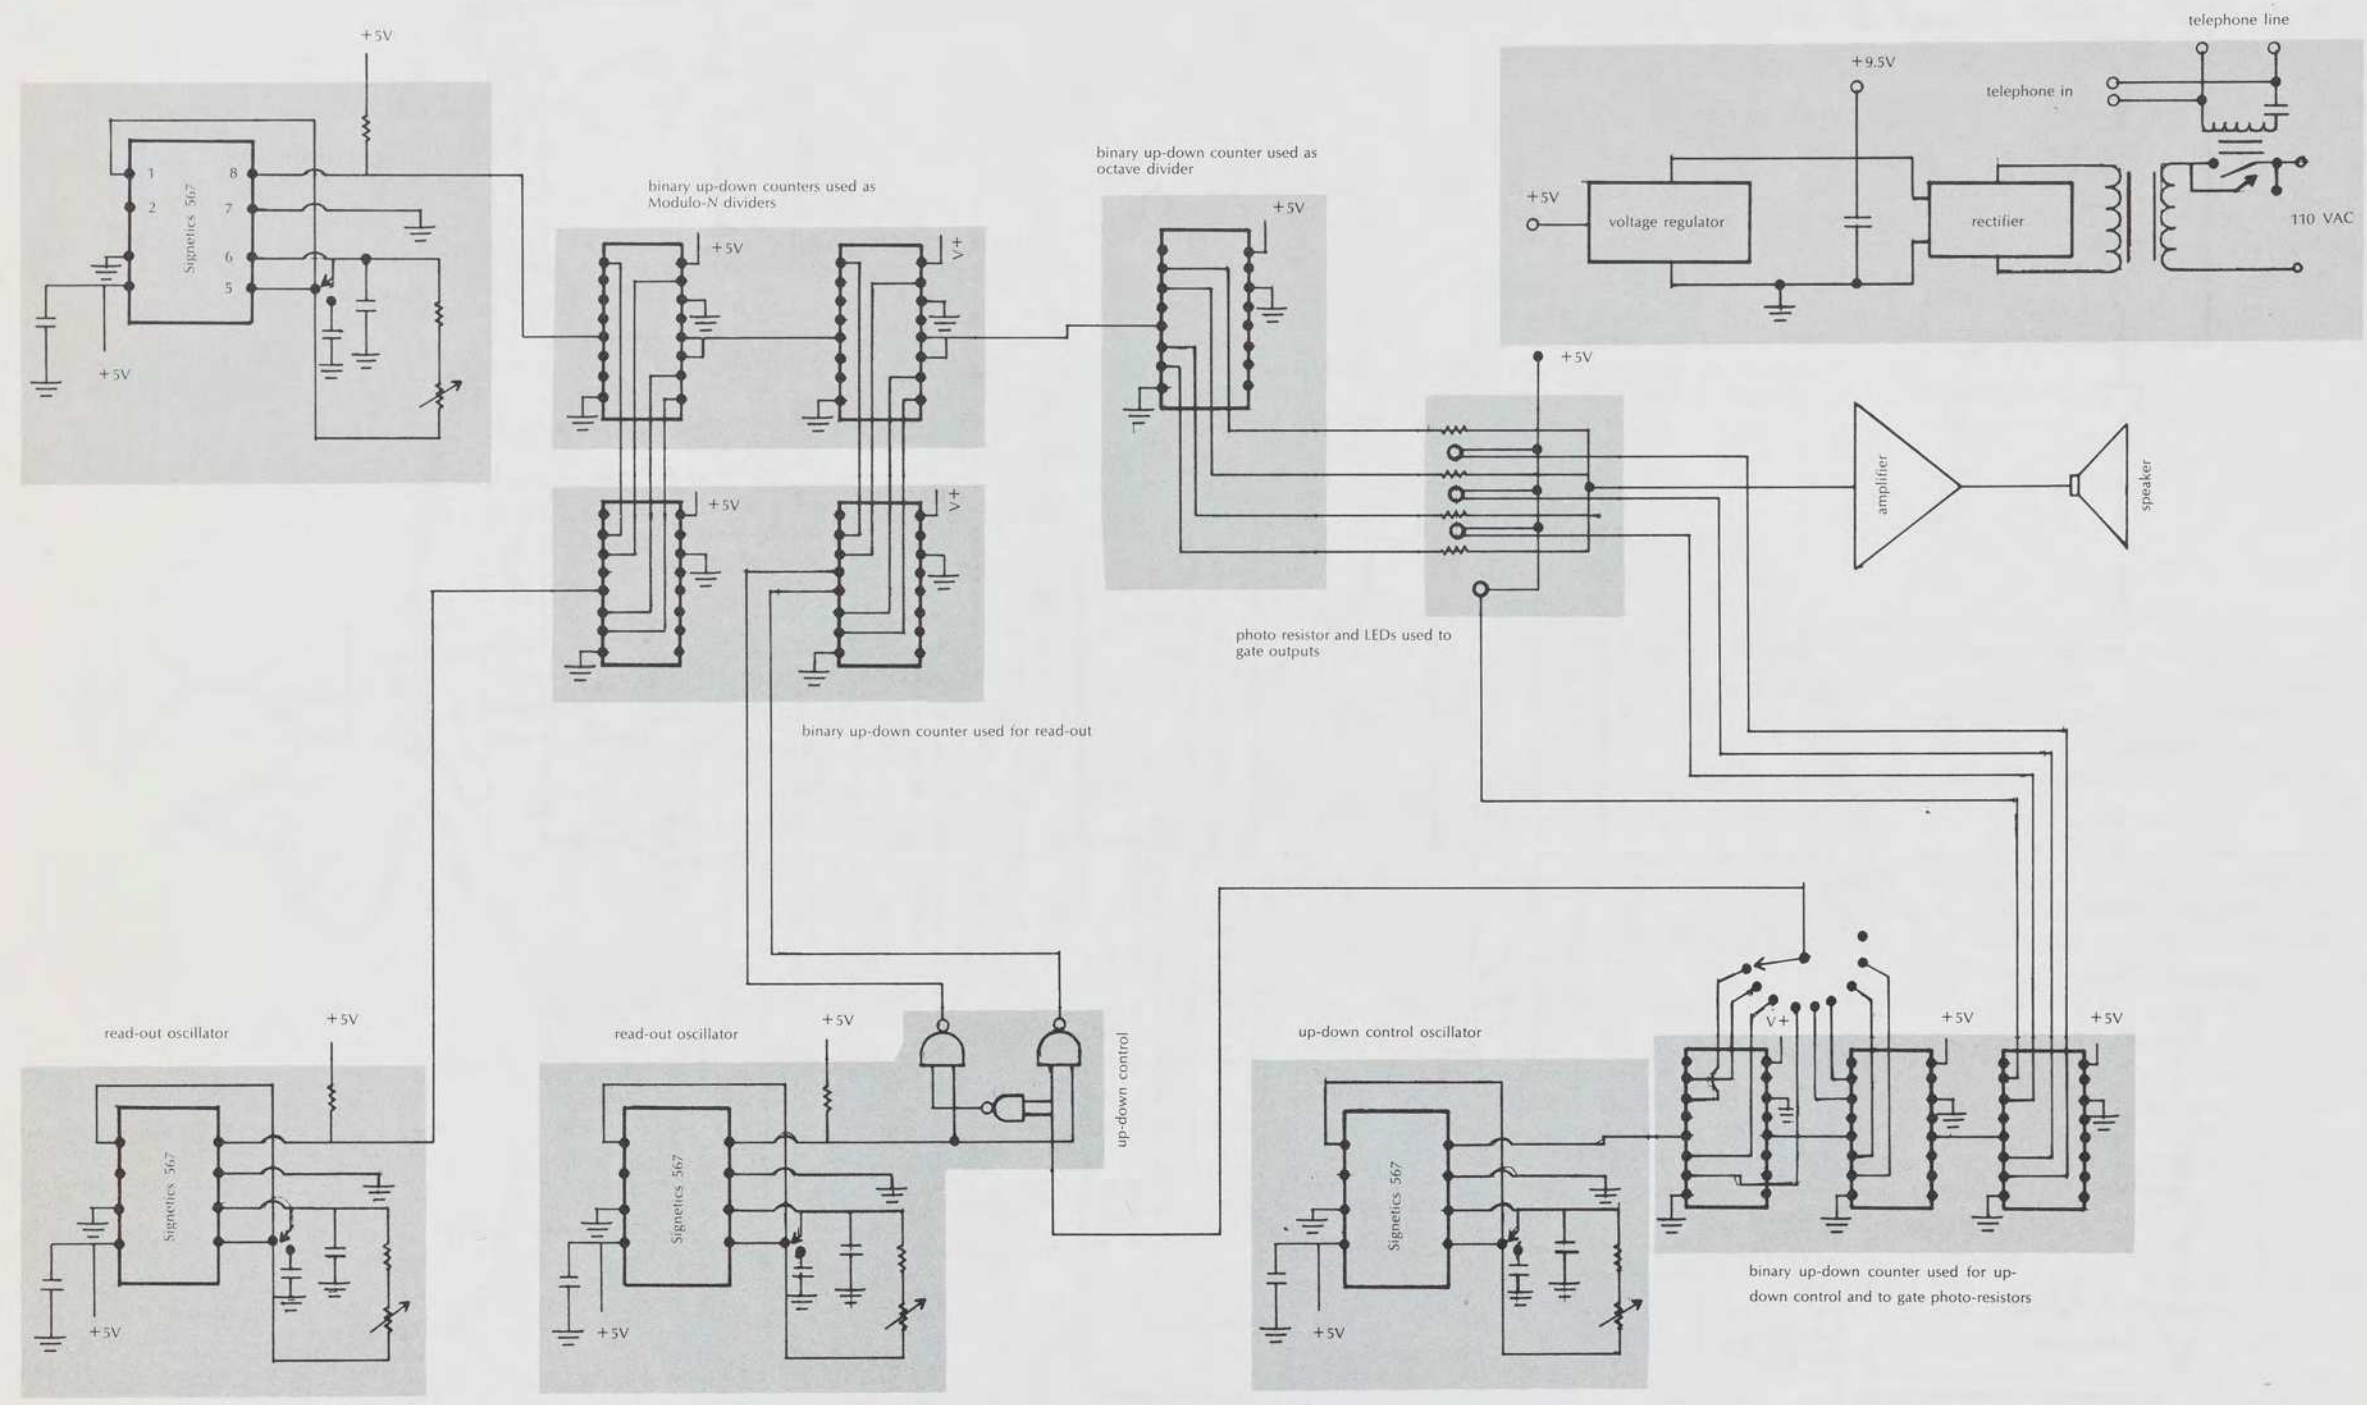 telephone line
+5V
+9.5V
telephone in
binary up-down counter used as
octave divider
1
8
Signetics 567
binary up-down counters used as
Modulo-N dividers
2
7
+5V
+5V
voltage regulator
rectifier
110 VAC
+5V
V+
6
5
+5V
+5V
amplifier
speaker
+5V
V+
photo resistor and LEDs used to
gate outputs
binary up-down counter used for read-out
read-out oscillator
+5V
read-out oscillator
+5V
up-down control
up-down control oscillator
V+
+5V
+5V
Signetics 567
Signetics 567
Signetics 567
binary up-down counter used for up-
down control and to gate photo-resistors
+5V
+5V
+5V